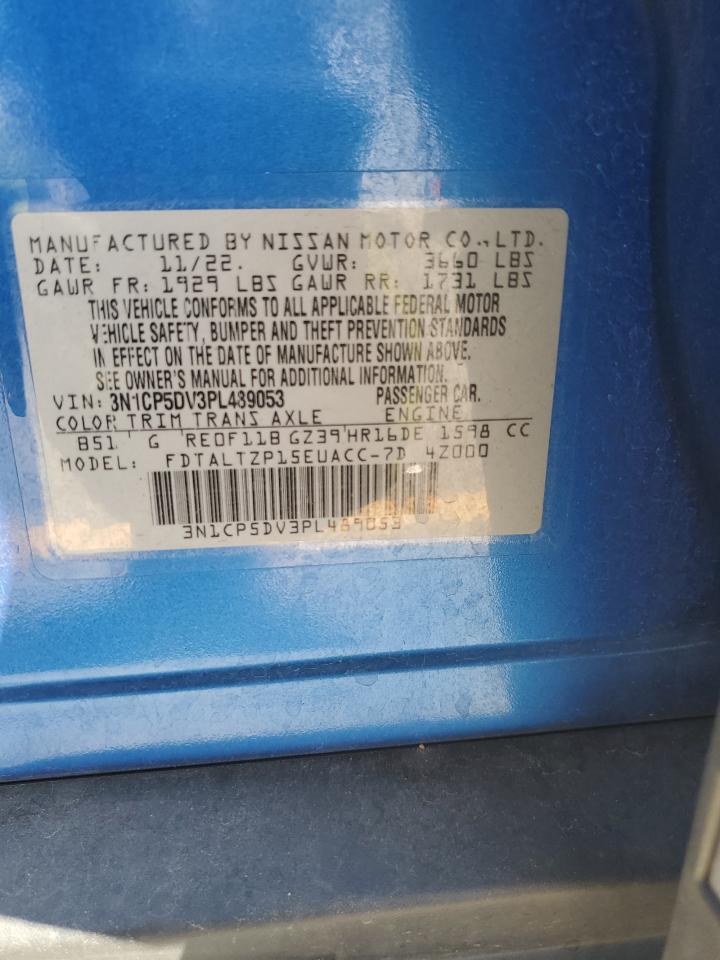 MANUFACTURED BY NISSAN MOTOR CO., LTD.
DATE: 11/22. GVWR: 3660 LBS
GAWR FR: 1929 LBS GAWR RR: 1731 LBS
THIS VEHICLE CONFORMS TO ALL APPLICABLE FEDERAL MOTOR
VEHICLE SAFETY, BUMPER AND THEFT PREVENTION STANDARDS
IN EFFECT ON THE DATE OF MANUFACTURE SHOWN ABOVE.
SEE OWNER'S MANUAL FOR ADDITIONAL INFORMATION.
VIN: 3N1CP5DV3PL489053 PASSENGER CAR.
COLOR TRIM TRANS AXLE ENGINE
B51 G RE0F11B GZ39 HR16DE 1598 CC
MODEL: FDTALTZP15EUACC-7D 4Z000
3N1CP5DV3PL489053